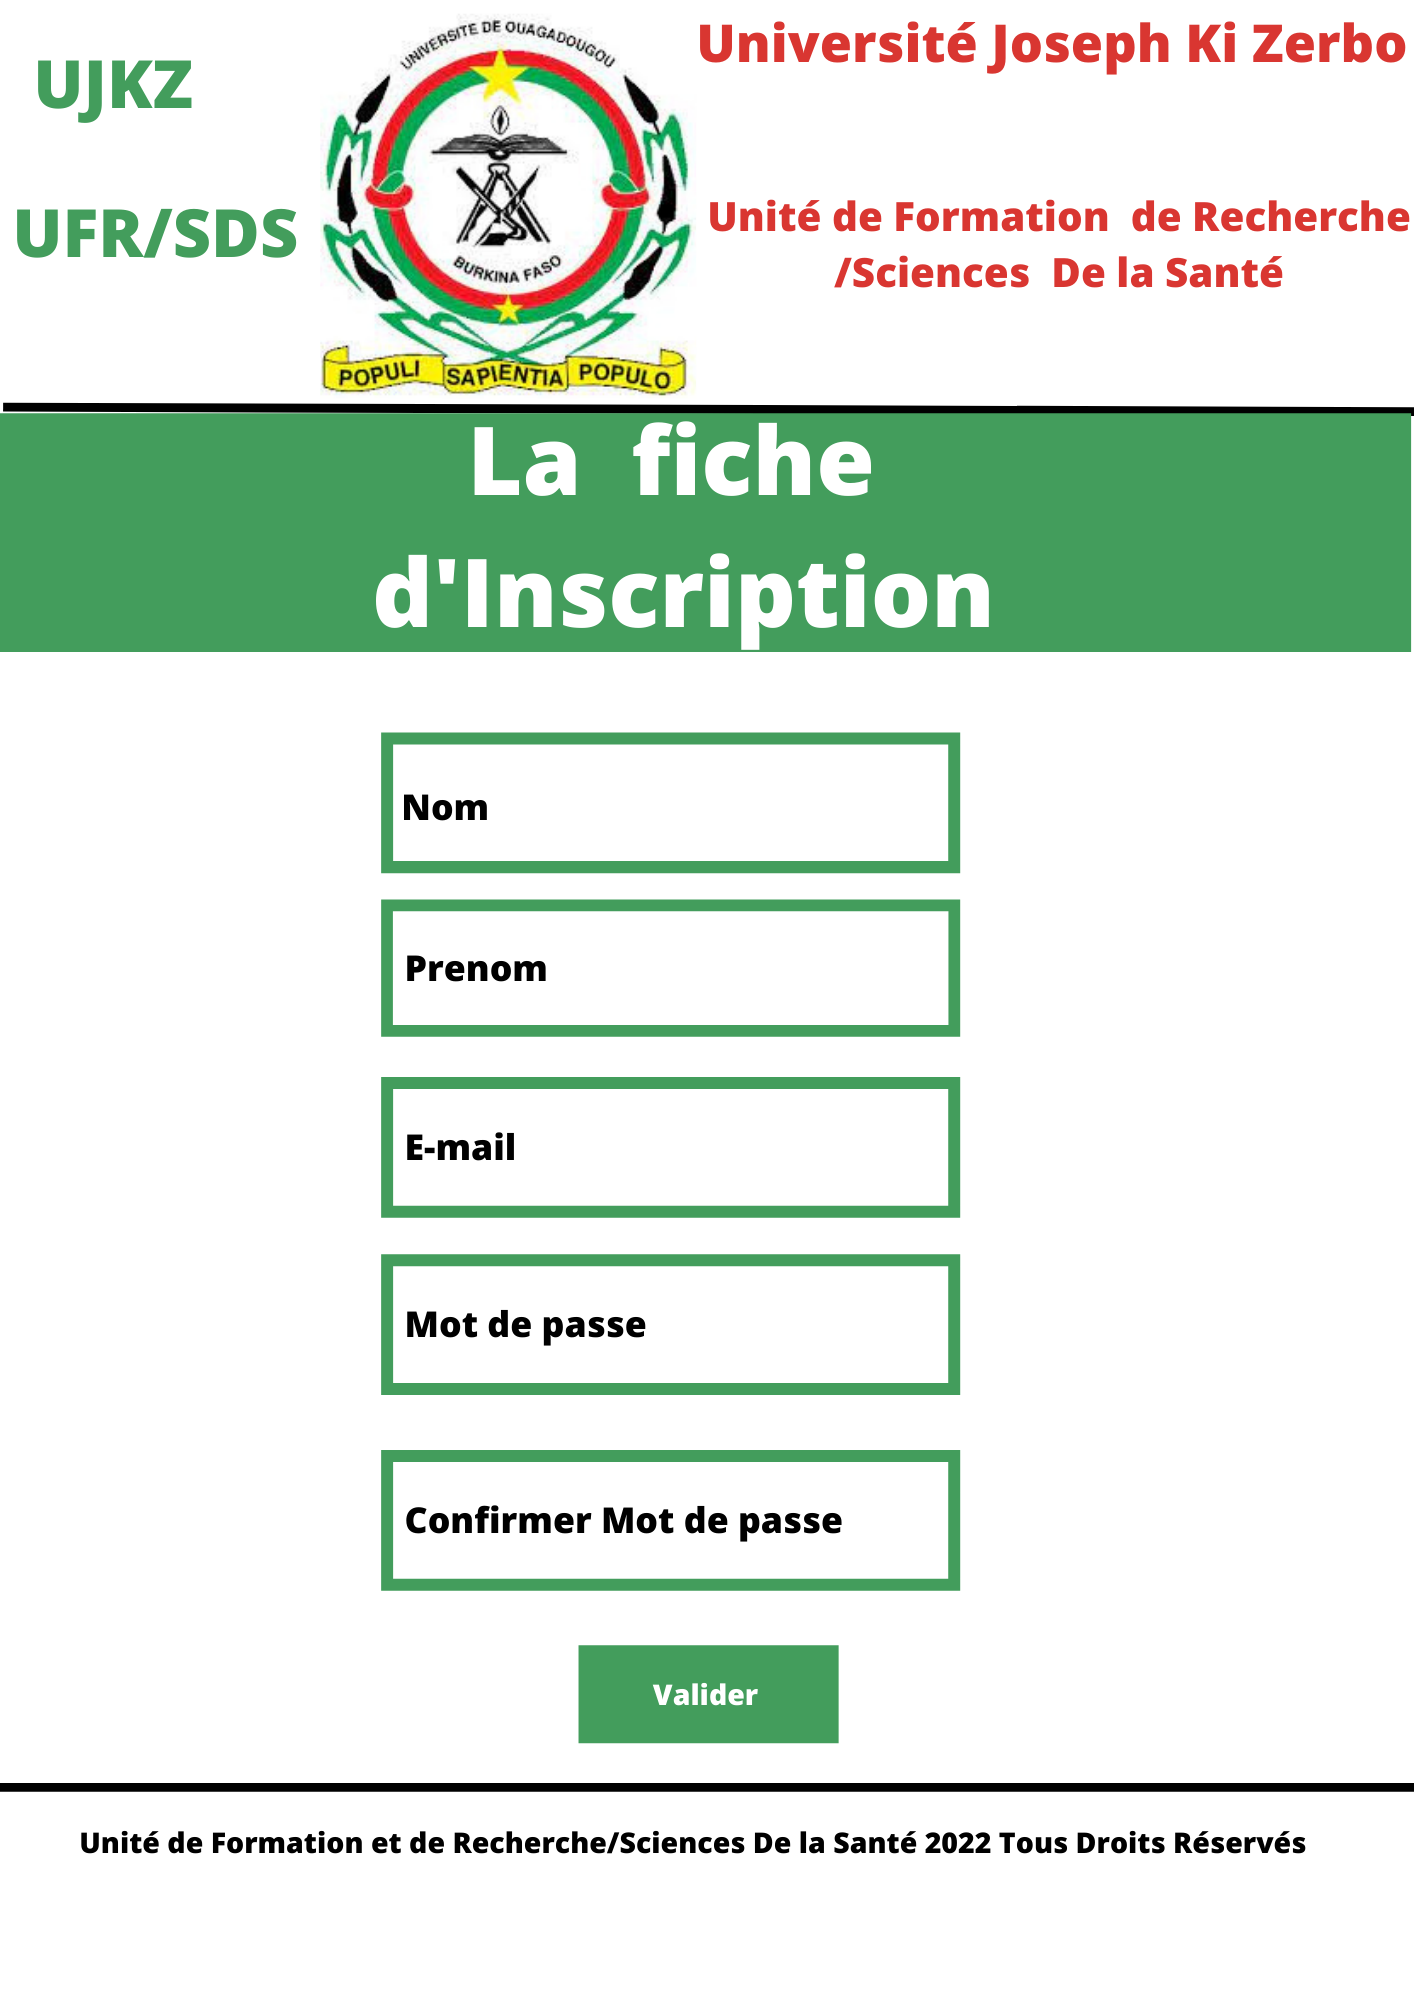 UJKZ
UFR/SDS
UNIVERSITE DE OUAGADOUGOU
BURKINA FASO
POPULI SAPIENTIA POPULO
Université Joseph Ki Zerbo
Unité de Formation  de Recherche
/Sciences  De la Santé
La  fiche
d'Inscription
Nom
Prenom
E-mail
Mot de passe
Confirmer Mot de passe
Valider
Unité de Formation et de Recherche/Sciences De la Santé 2022 Tous Droits Réservés